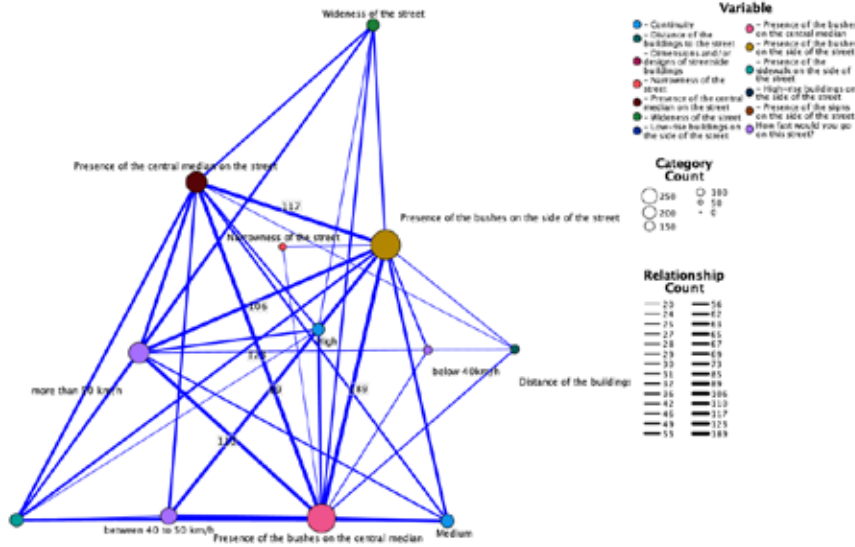 Wideness of the street
Presence of the central median on the street
117
Presence of the bushes on the side of the street
Narrowness of the street
106
High
below 40km/h
Distance of the buildings
more than 50 km/h
189
between 40 to 50 km/h
Medium
Presence of the bushes on the central median
Variable
- Continuity
- Distance of the
buildings to the street
- Dimensions and/or
designs of streetside
buildings
- Narrowness of the
street
- Presence of the central
median on the street
- Wideness of the street
- Low-rise buildings on
the side of the street
- Presence of the bushes
on the central median
- Presence of the bushes
on the side of the street
- Presence of the
sidewalks on the side of
the street
- High-rise buildings on
the side of the street
- Presence of the signs
on the side of the street
How fast would you go
on this street?
Category
Count
250
200
150
100
50
0
Relationship
Count
20
24
25
27
28
29
30
31
32
36
42
46
49
55
56
62
63
65
67
69
73
85
89
106
110
117
123
189